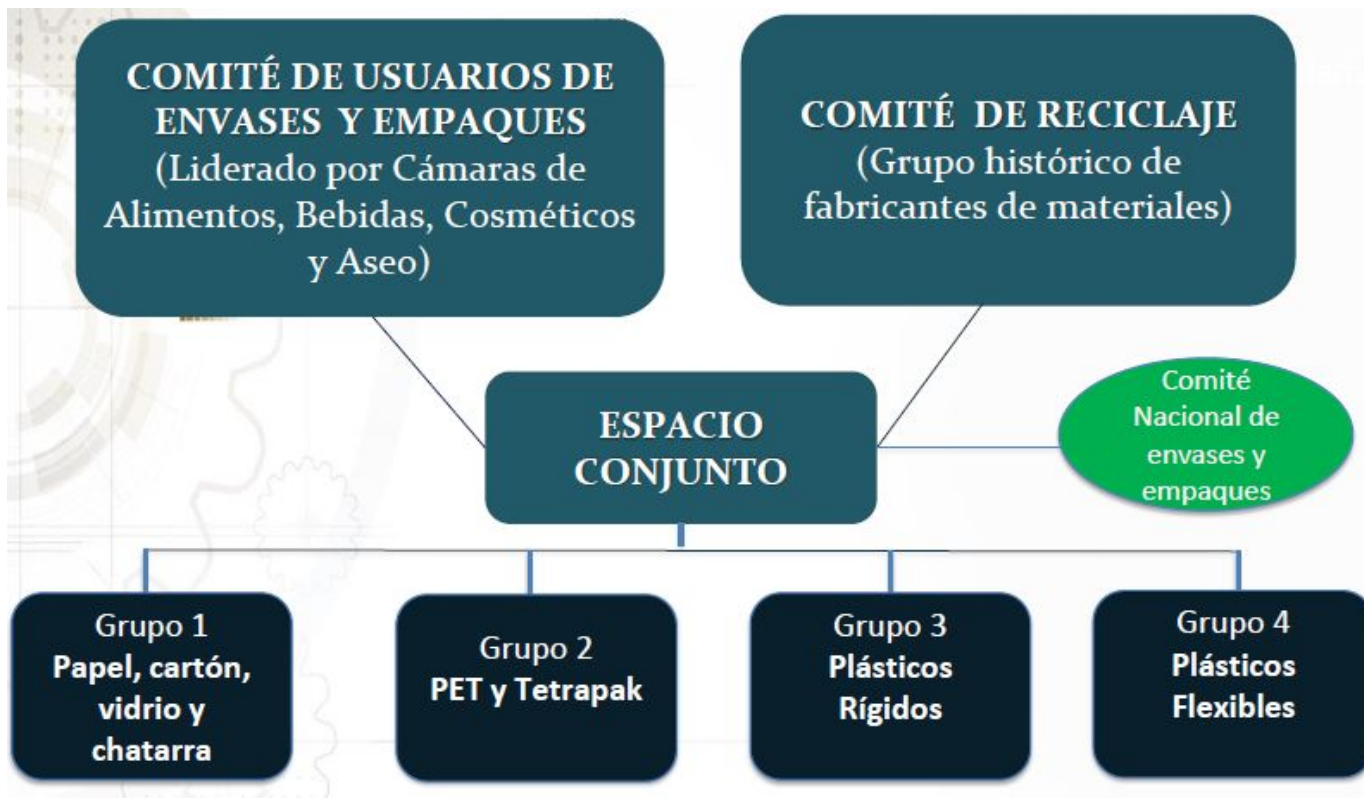 COMITÉ DE USUARIOS DE
ENVASES Y EMPAQUES
(Liderado por Cámaras de
Alimentos, Bebidas, Cosméticos
y Aseo)
COMITÉ DE RECICLAJE
(Grupo histórico de
fabricantes de materiales)
ESPACIO
CONJUNTO
Comité
Nacional de
envases y
empaques
Grupo 1
Papel, cartón,
vidrio y
chatarra
Grupo 2
PET y Tetrapak
Grupo 3
Plásticos
Rígidos
Grupo 4
Plásticos
Flexibles